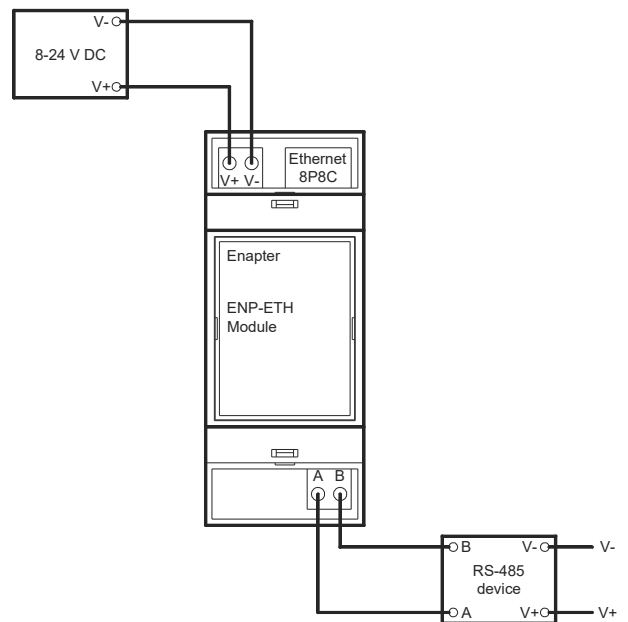 V-
8-24 V DC
V+
Ethernet
8P8C
V+ V-
Enapter
ENP-ETH
Module
A B
B V- V-
RS-485
device
A V+ V+